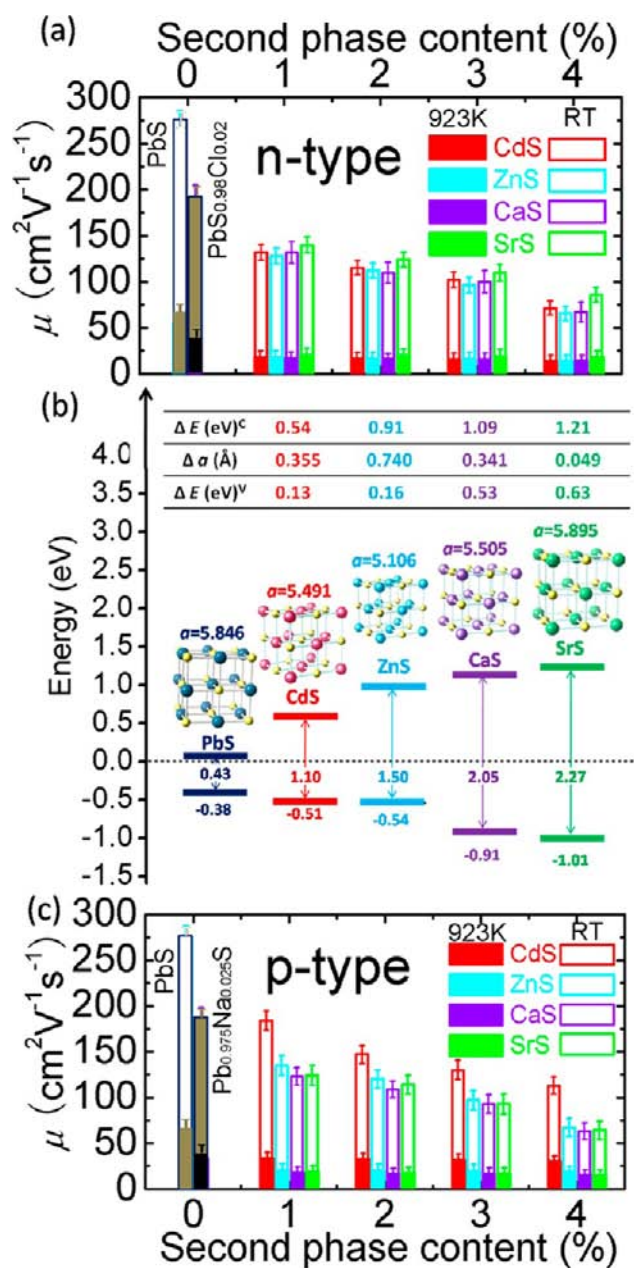 (a)
Second phase content (%)
0 1 2 3 4
300
250
200
150
100
50
0
μ (cm²V⁻¹s⁻¹)
PbS
PbS0.98Cl0.02
n-type
923K RT
CdS
ZnS
CaS
SrS
(b)
Δ E (eV)ᶜ 0.54 0.91 1.09 1.21
Δ a (Å) 0.355 0.740 0.341 0.049
Δ E (eV)ⱽ 0.13 0.16 0.53 0.63
4.0
3.5
3.0
2.5
2.0
1.5
1.0
0.5
0.0
-0.5
-1.0
-1.5
Energy (eV)
a=5.846
a=5.491
a=5.106
a=5.505
a=5.895
PbS
CdS
ZnS
CaS
SrS
0.43 1.10 1.50 2.05 2.27
-0.38 -0.51 -0.54 -0.91 -1.01
(c)
300
250
200
150
100
50
0
μ (cm²V⁻¹s⁻¹)
PbS
Pb0.975Na0.025S
p-type
923K RT
CdS
ZnS
CaS
SrS
0 1 2 3 4
Second phase content (%)